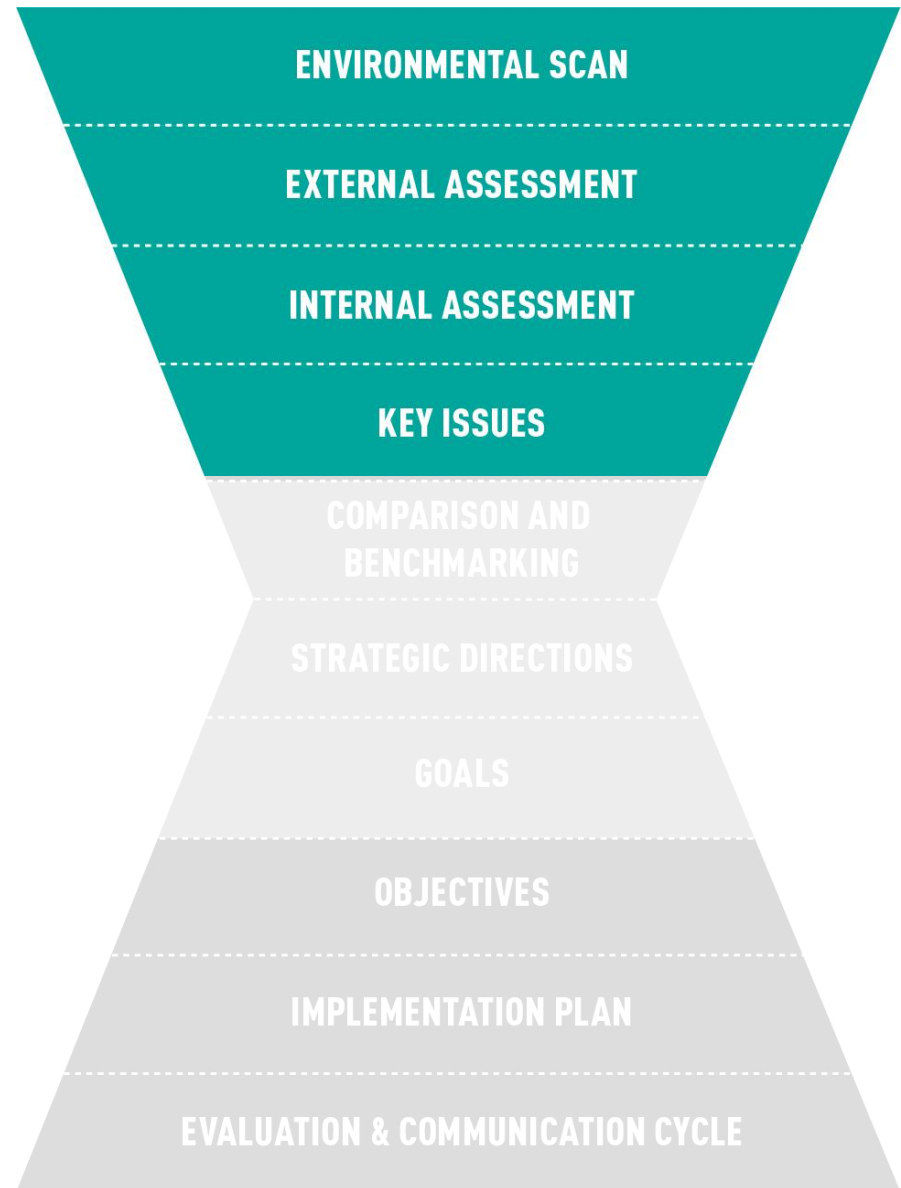 ENVIRONMENTAL SCAN
EXTERNAL ASSESSMENT
INTERNAL ASSESSMENT
KEY ISSUES
COMPARISON AND
BENCHMARKING
STRATEGIC DIRECTIONS
GOALS
OBJECTIVES
IMPLEMENTATION PLAN
EVALUATION & COMMUNICATION CYCLE